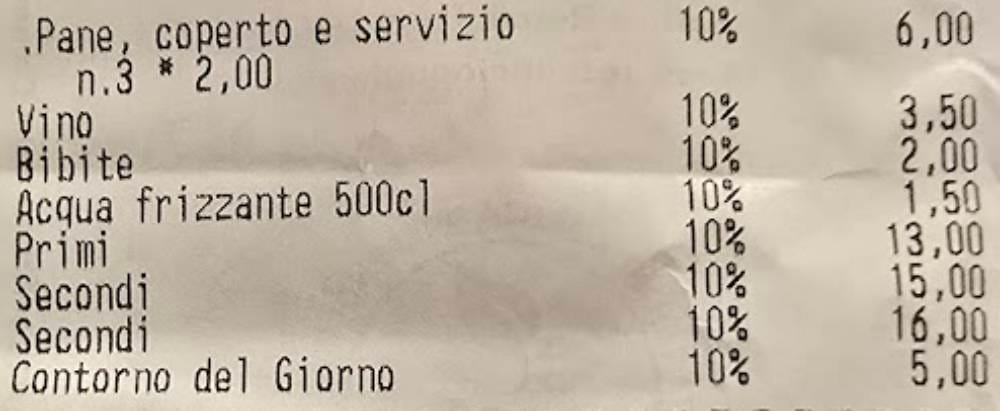 .Pane, coperto e servizio 10% 6,00
n.3 * 2,00
Vino 10% 3,50
Bibite 10% 2,00
Acqua frizzante 500cl 10% 1,50
Primi 10% 13,00
Secondi 10% 15,00
Secondi 10% 16,00
Contorno del Giorno 10% 5,00